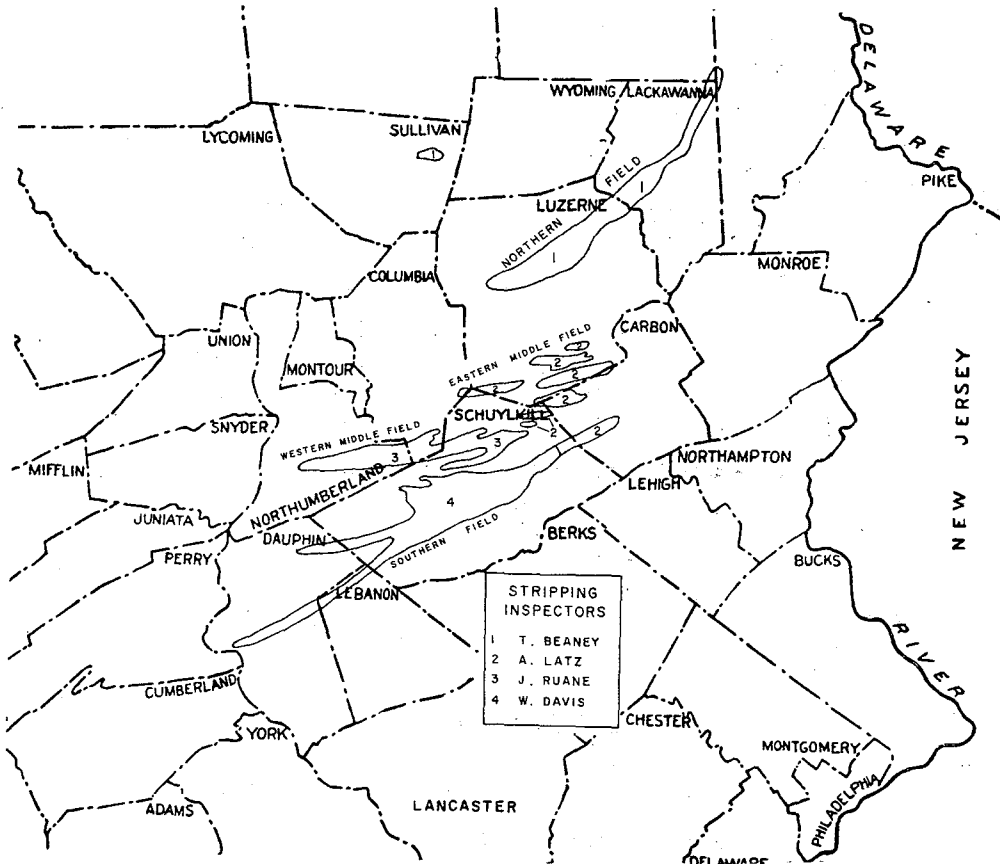 DELAWARE
WYOMING
LACKAWANNA
LYCOMING
SULLIVAN
1
PIKE
NORTHERN FIELD
1
LUZERNE
1
COLUMBIA
MONROE
UNION
CARBON
EASTERN MIDDLE FIELD
2
2
2
2
2
MONTOUR
SCHUYLKILL
2
2
SNYDER
WESTERN MIDDLE FIELD
3
3
MIFFLIN
NORTHAMPTON
NEW JERSEY
NORTHUMBERLAND
LEHIGH
4
JUNIATA
DAUPHIN
SOUTHERN FIELD
BERKS
PERRY
BUCKS
LEBANON
STRIPPING
INSPECTORS
1 T. BEANEY
2 A. LATZ
3 J. RUANE
4 W. DAVIS
RIVER
CUMBERLAND
CHESTER
YORK
MONTGOMERY
PHILADELPHIA
ADAMS
LANCASTER
DELAWARE